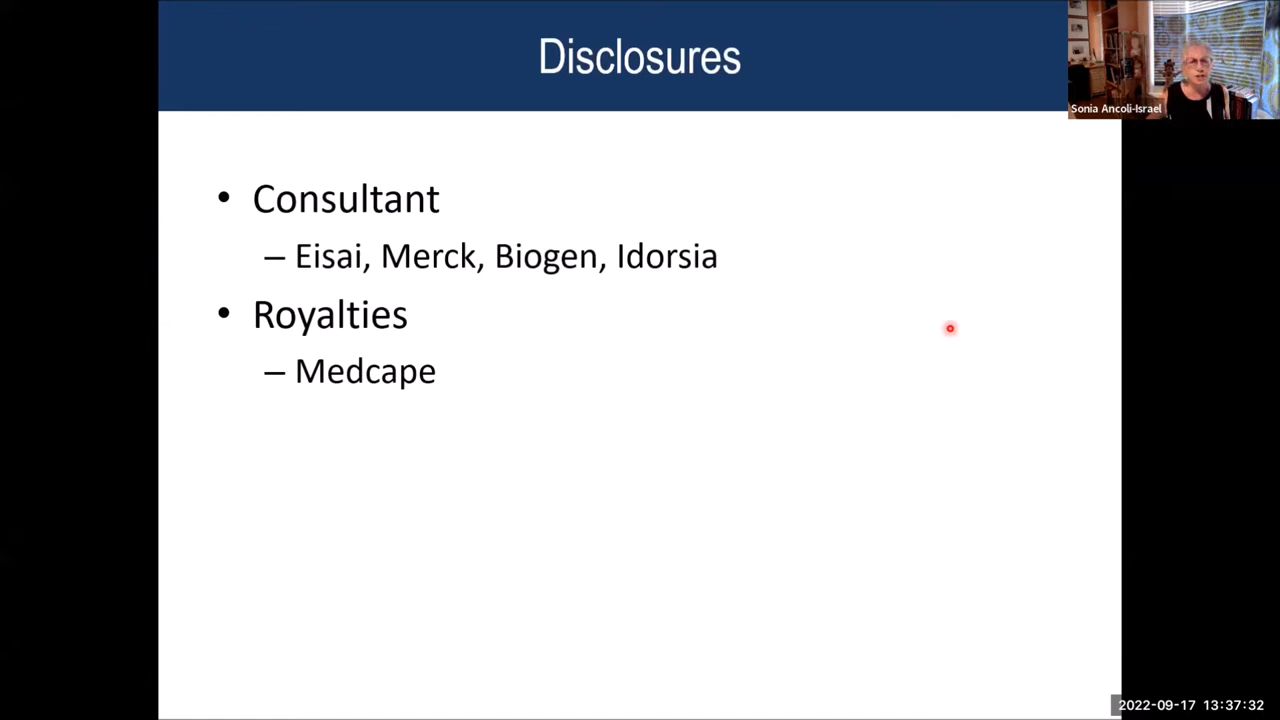 Disclosures
Sonia Ancoli-Israel
• Consultant
– Eisai, Merck, Biogen, Idorsia
• Royalties
– Medcape
2022-09-17 13:37:32